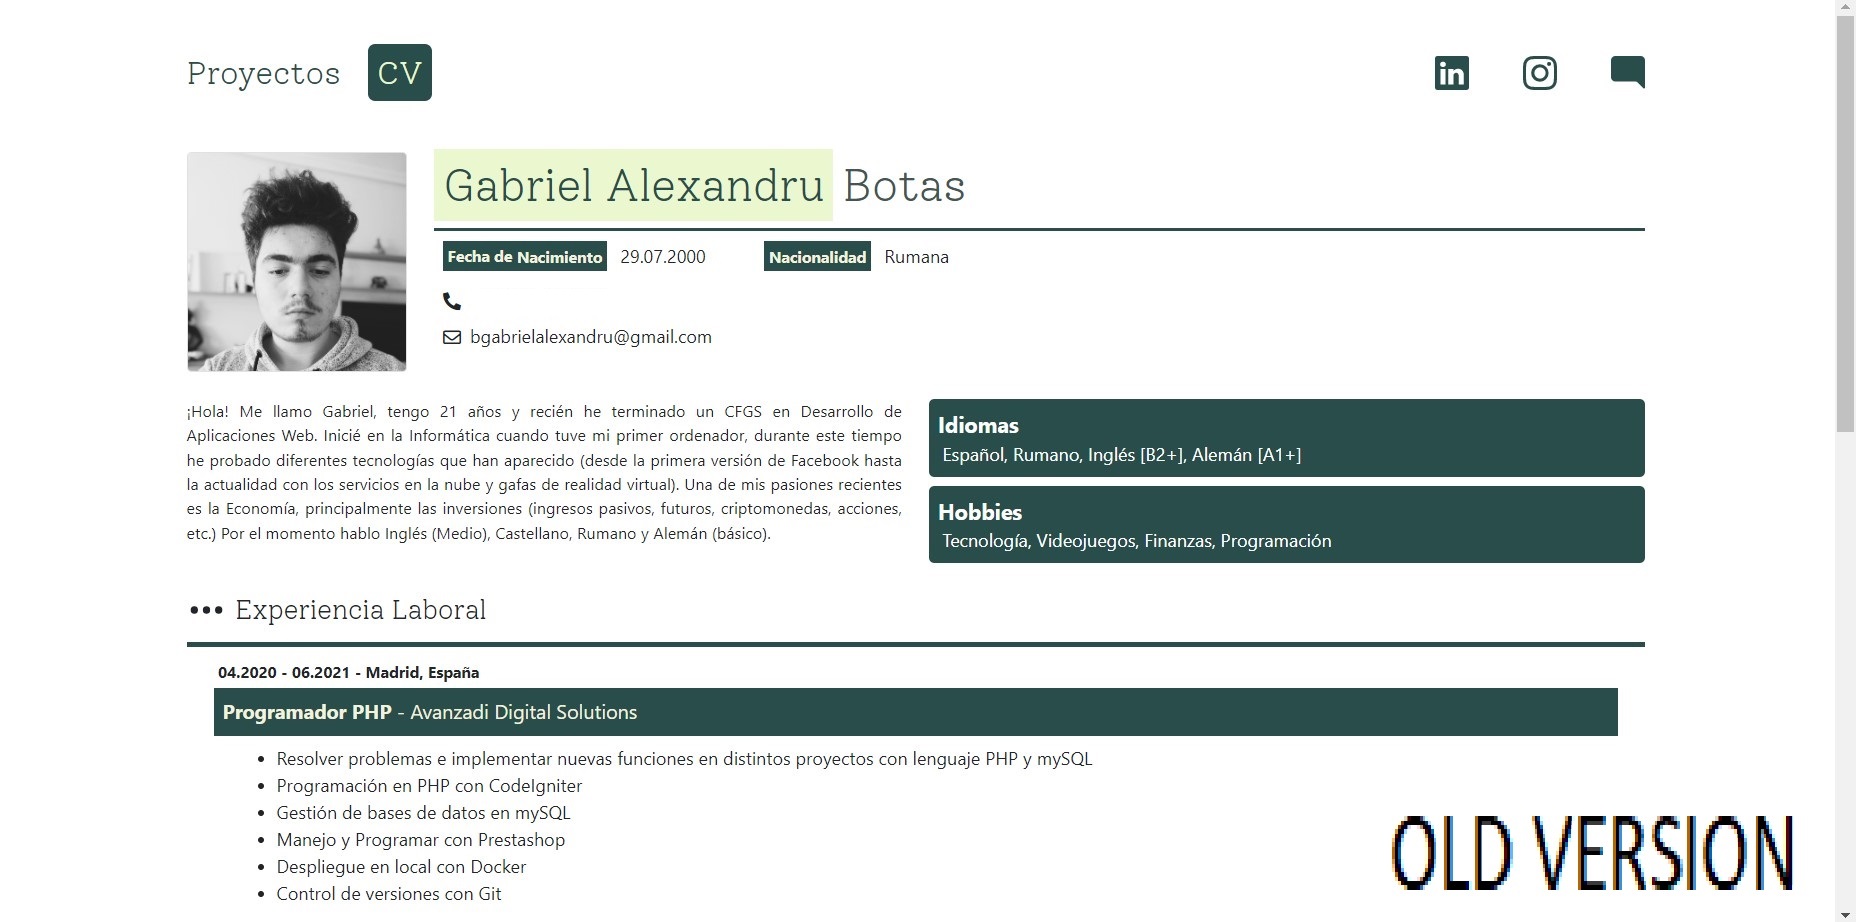 Proyectos CV
Gabriel Alexandru Botas
Fecha de Nacimiento 29.07.2000 Nacionalidad Rumana
bgabrielalexandru@gmail.com
¡Hola! Me llamo Gabriel, tengo 21 años y recién he terminado un CFGS en Desarrollo de
Aplicaciones Web. Inicié en la Informática cuando tuve mi primer ordenador, durante este tiempo
he probado diferentes tecnologías que han aparecido (desde la primera versión de Facebook hasta
la actualidad con los servicios en la nube y gafas de realidad virtual). Una de mis pasiones recientes
es la Economía, principalmente las inversiones (ingresos pasivos, futuros, criptomonedas, acciones,
etc.) Por el momento hablo Inglés (Medio), Castellano, Rumano y Alemán (básico).
Idiomas
Español, Rumano, Inglés [B2+], Alemán [A1+]
Hobbies
Tecnología, Videojuegos, Finanzas, Programación
Experiencia Laboral
04.2020 - 06.2021 - Madrid, España
Programador PHP - Avanzadi Digital Solutions
• Resolver problemas e implementar nuevas funciones en distintos proyectos con lenguaje PHP y mySQL
• Programación en PHP con CodeIgniter
• Gestión de bases de datos en mySQL
• Manejo y Programar con Prestashop
• Despliegue en local con Docker
• Control de versiones con Git
OLD VERSION